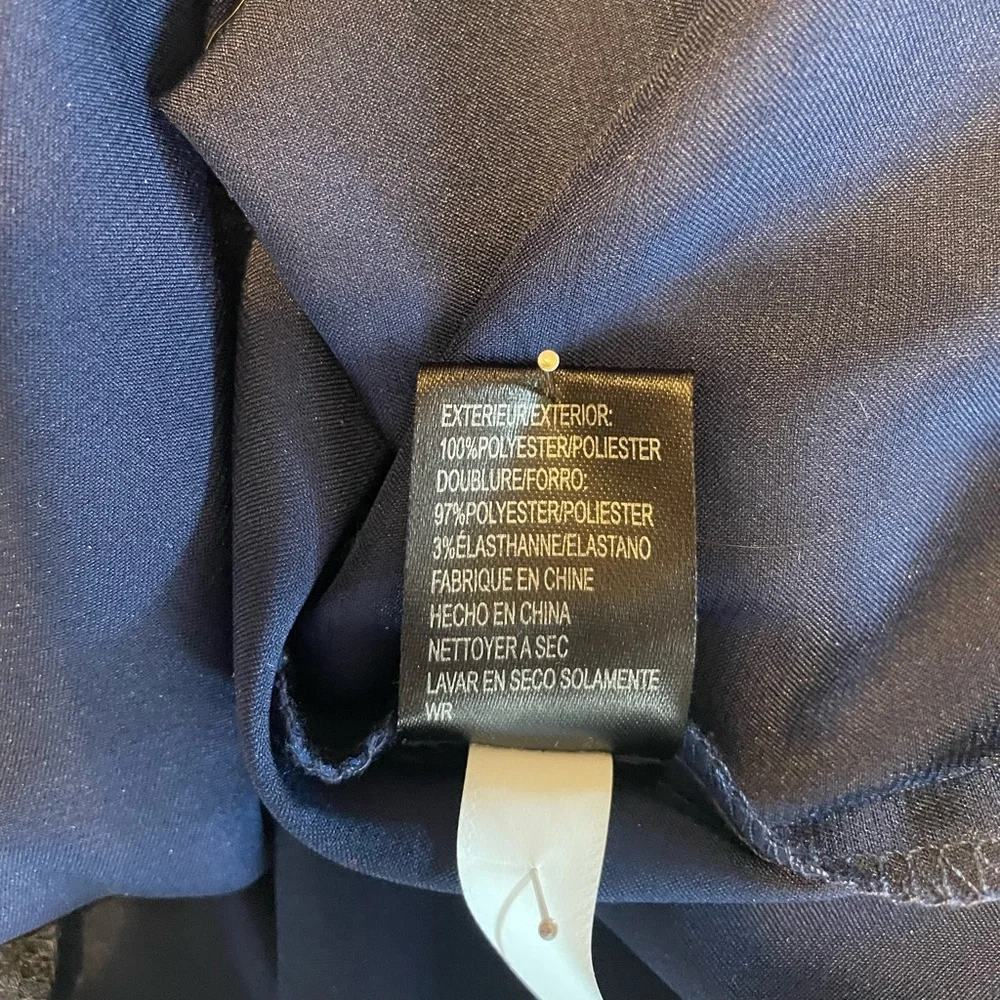 EXTERIEUR/EXTERIOR:
100%POLYESTER/POLIESTER
DOUBLURE/FORRO:
97%POLYESTER/POLIESTER
3%ÉLASTHANNE/ELASTANO
FABRIQUE EN CHINE
HECHO EN CHINA
NETTOYER A SEC
LAVAR EN SECO SOLAMENTE
WR